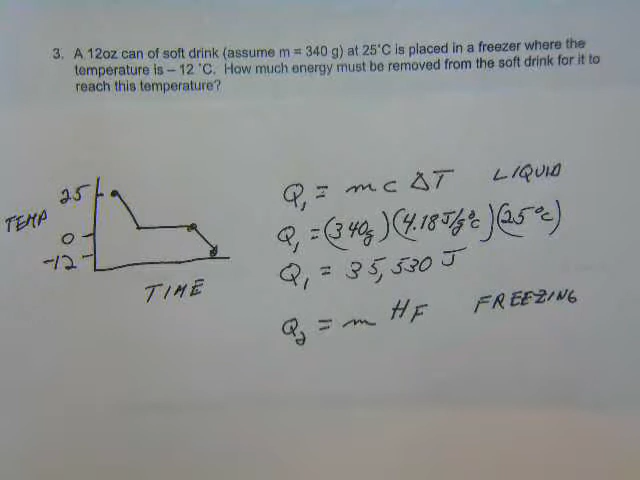 3. A 12oz can of soft drink (assume m = 340 g) at 25°C is placed in a freezer where the
temperature is – 12 °C. How much energy must be removed from the soft drink for it to
reach this temperature?
25
TEMP
0
-12
TIME
Q₁ = mc ΔT LIQUID
Q₁ = (340g)(4.18 J/g°C)(25°C)
Q₁ = 35,530 J
Q₂ = m HF FREEZING